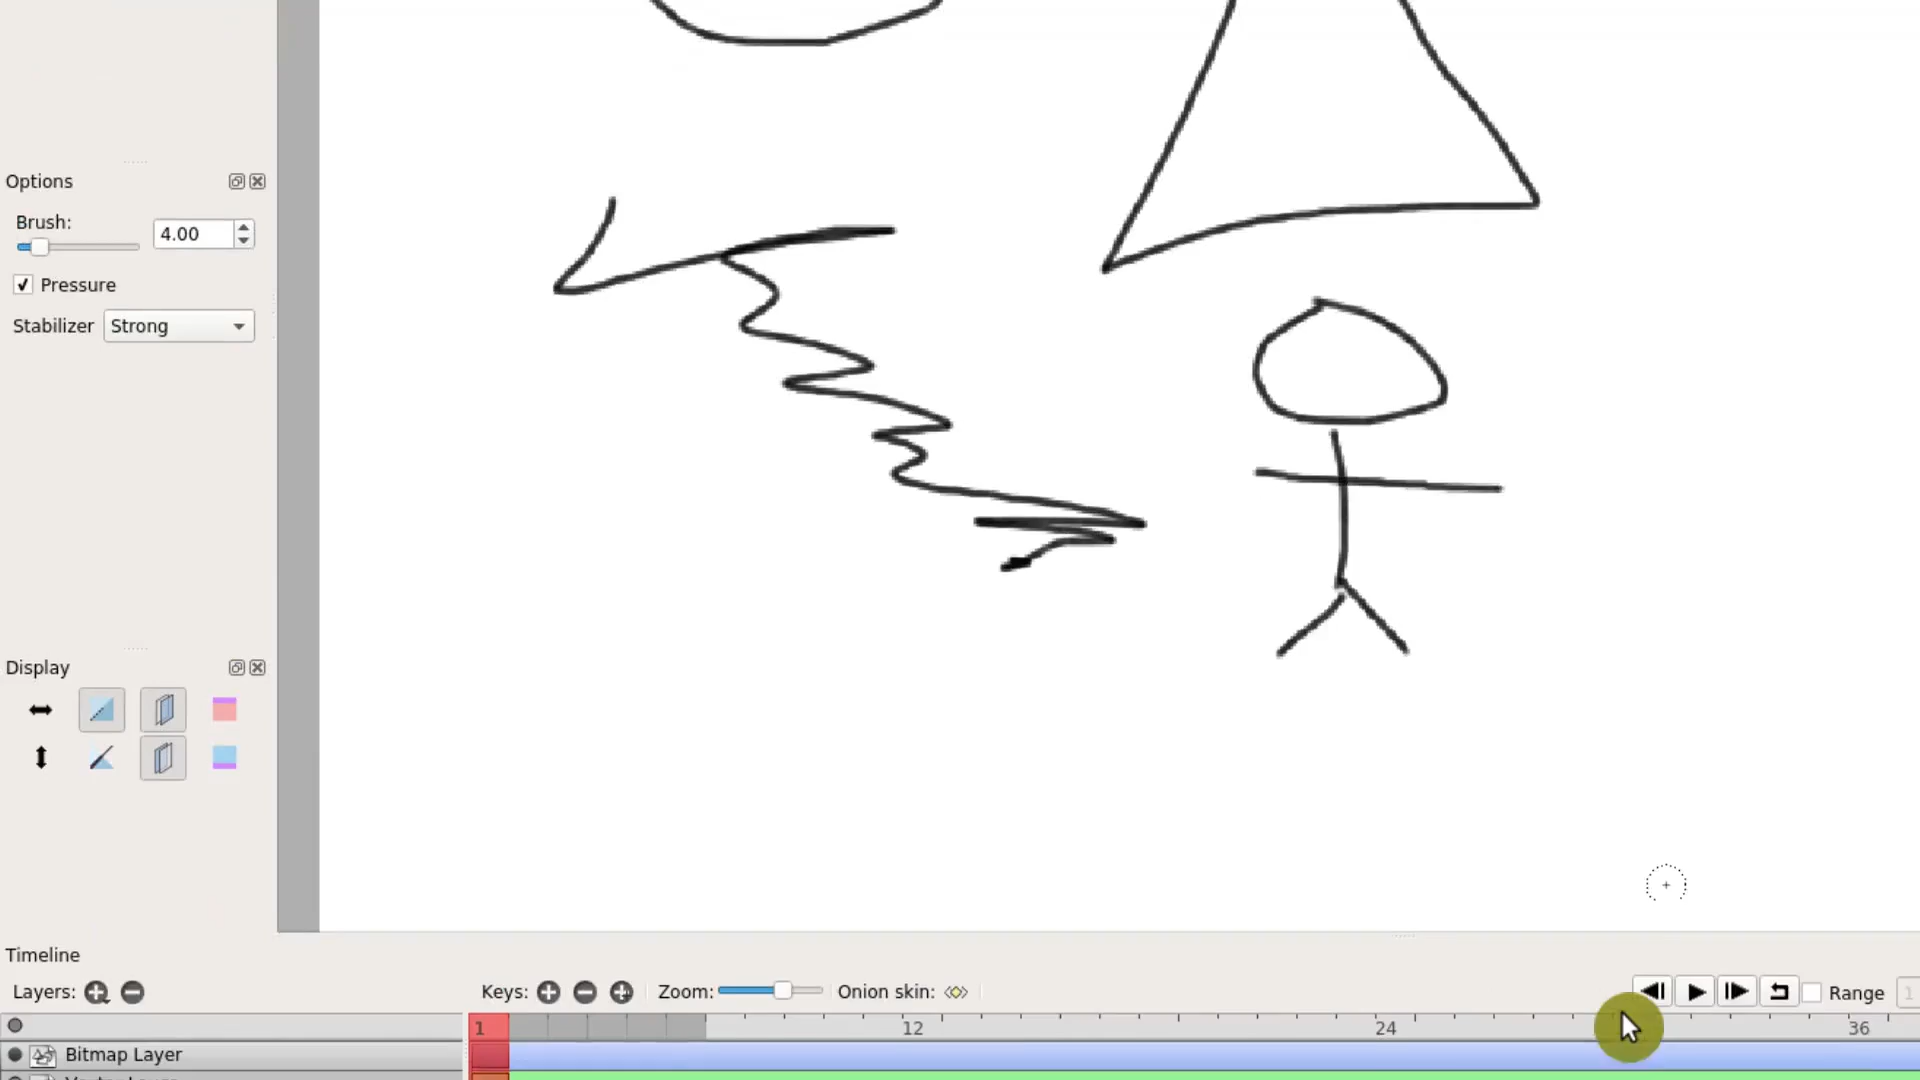 Options
Brush:
4.00
Pressure
Stabilizer Strong
Display
Timeline
Layers:
Keys:
Zoom:
Onion skin:
Range
1
1 12 24 36
Bitmap Layer